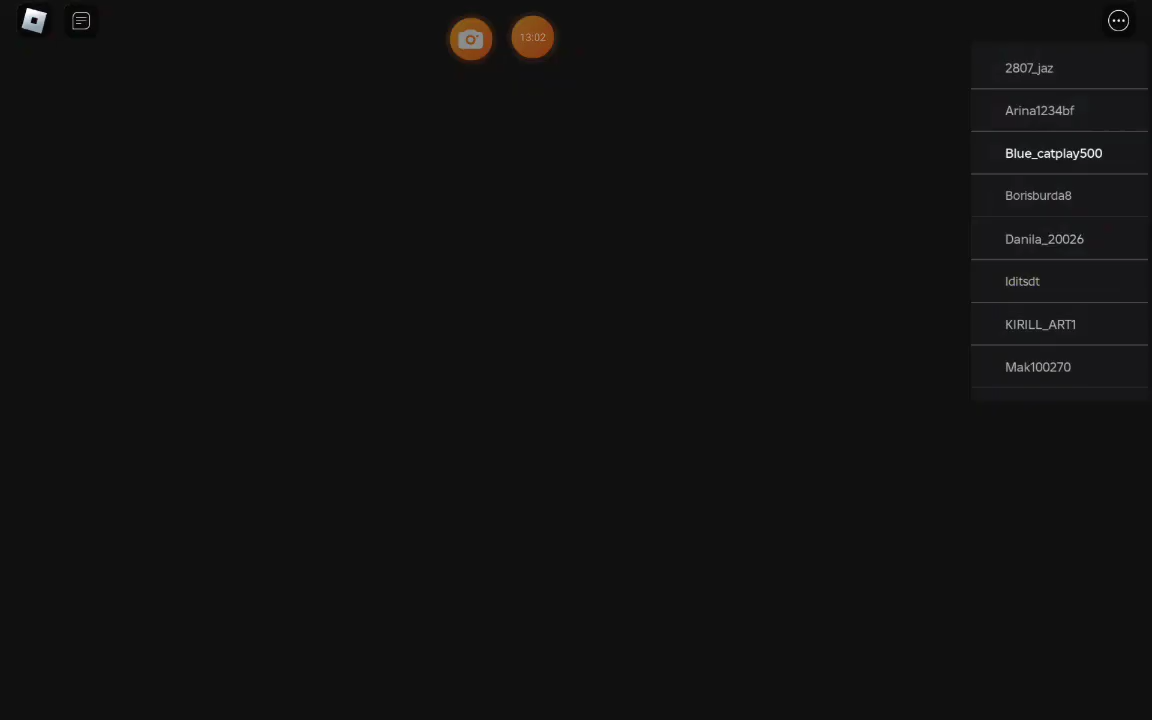 13:02
2807_jaz
Arina1234bf
Blue_catplay500
Borisburda8
Danila_20026
Iditsdt
KIRILL_ART1
Mak100270